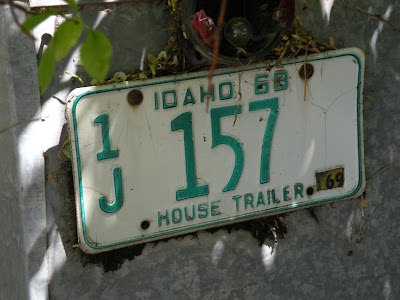 IDAHO 68
1
J
157
69
HOUSE TRAILER